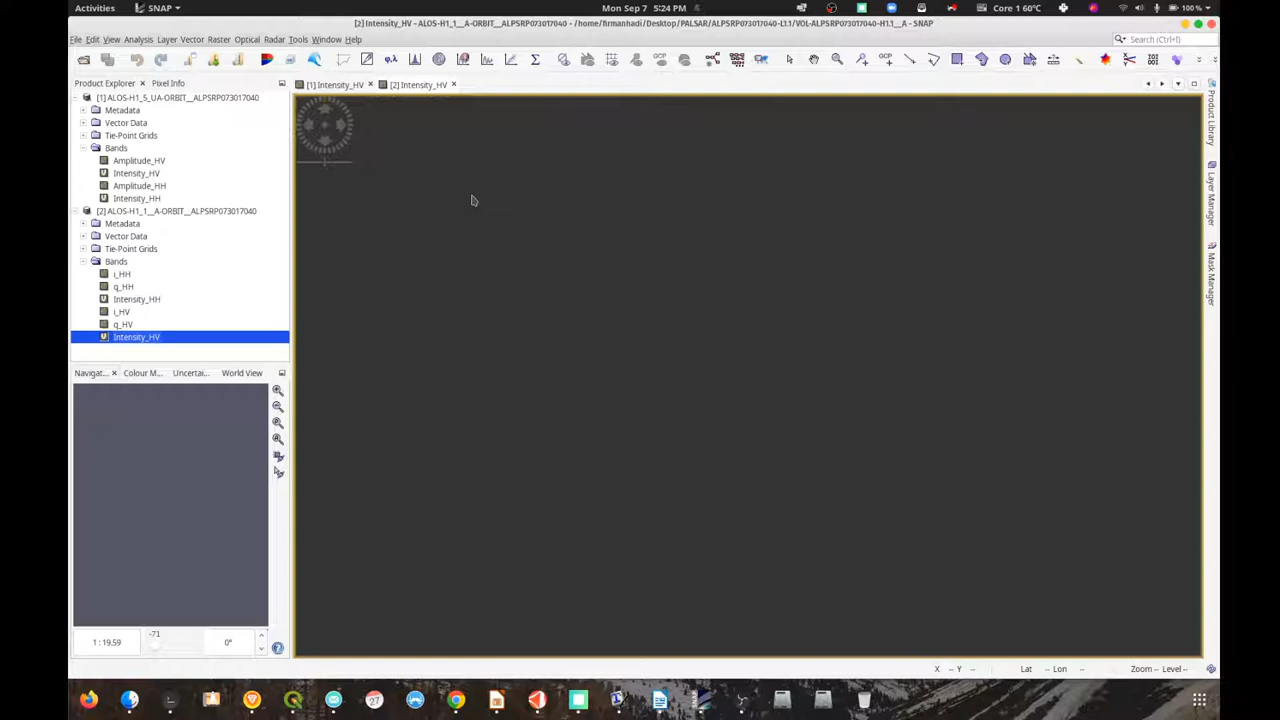 Activities
SNAP
Mon Sep 7 5:24 PM
Core 1 60°C
100 %
[2] Intensity_HV - ALOS-H1_1__A-ORBIT__ALPSRP073017040 - /home/firmanhadi/Desktop/PALSAR/ALPSRP073017040-L1.1/VOL-ALPSRP073017040-H1.1__A - SNAP
File Edit View Analysis Layer Vector Raster Optical Radar Tools Window Help
Search (Ctrl+I)
Product Explorer
Pixel Info
[1] Intensity_HV
[2] Intensity_HV
[1] ALOS-H1_5_UA-ORBIT__ALPSRP073017040
Metadata
Vector Data
Tie-Point Grids
Bands
Amplitude_HV
Intensity_HV
Amplitude_HH
Intensity_HH
[2] ALOS-H1_1__A-ORBIT__ALPSRP073017040
Metadata
Vector Data
Tie-Point Grids
Bands
i_HH
q_HH
Intensity_HH
i_HV
q_HV
Intensity_HV
Product Library
Layer Manager
Mask Manager
Navigat...
Colour M...
Uncertai...
World View
1 : 19.59
-71
0°
X -- Y --
Lat -- Lon --
Zoom -- Level --